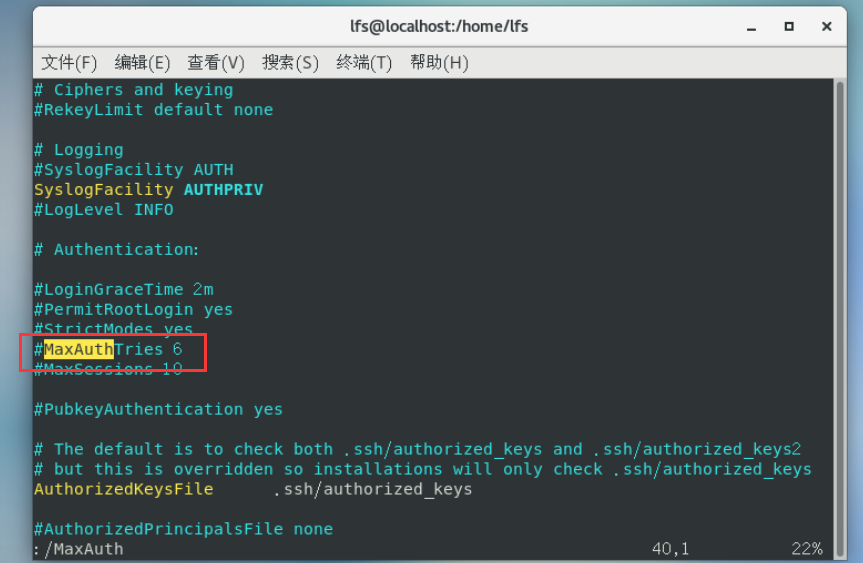 lfs@localhost:/home/lfs
文件(F) 编辑(E) 查看(V) 搜索(S) 终端(T) 帮助(H)
# Ciphers and keying
#RekeyLimit default none
# Logging
#SyslogFacility AUTH
SyslogFacility AUTHPRIV
#LogLevel INFO
# Authentication:
#LoginGraceTime 2m
#PermitRootLogin yes
#StrictModes yes
#MaxAuthTries 6
#MaxSessions 10
#PubkeyAuthentication yes
# The default is to check both .ssh/authorized_keys and .ssh/authorized_keys2
# but this is overridden so installations will only check .ssh/authorized_keys
AuthorizedKeysFile .ssh/authorized_keys
#AuthorizedPrincipalsFile none
:/MaxAuth 40,1 22%